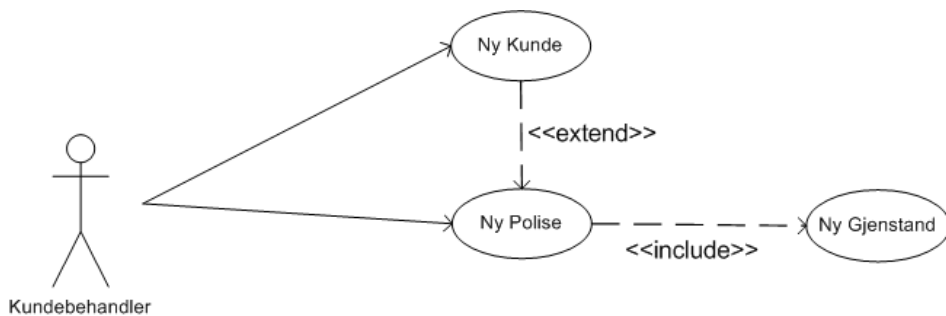 Ny Kunde
<<extend>>
Ny Polise
Ny Gjenstand
<<include>>
Kundebehandler